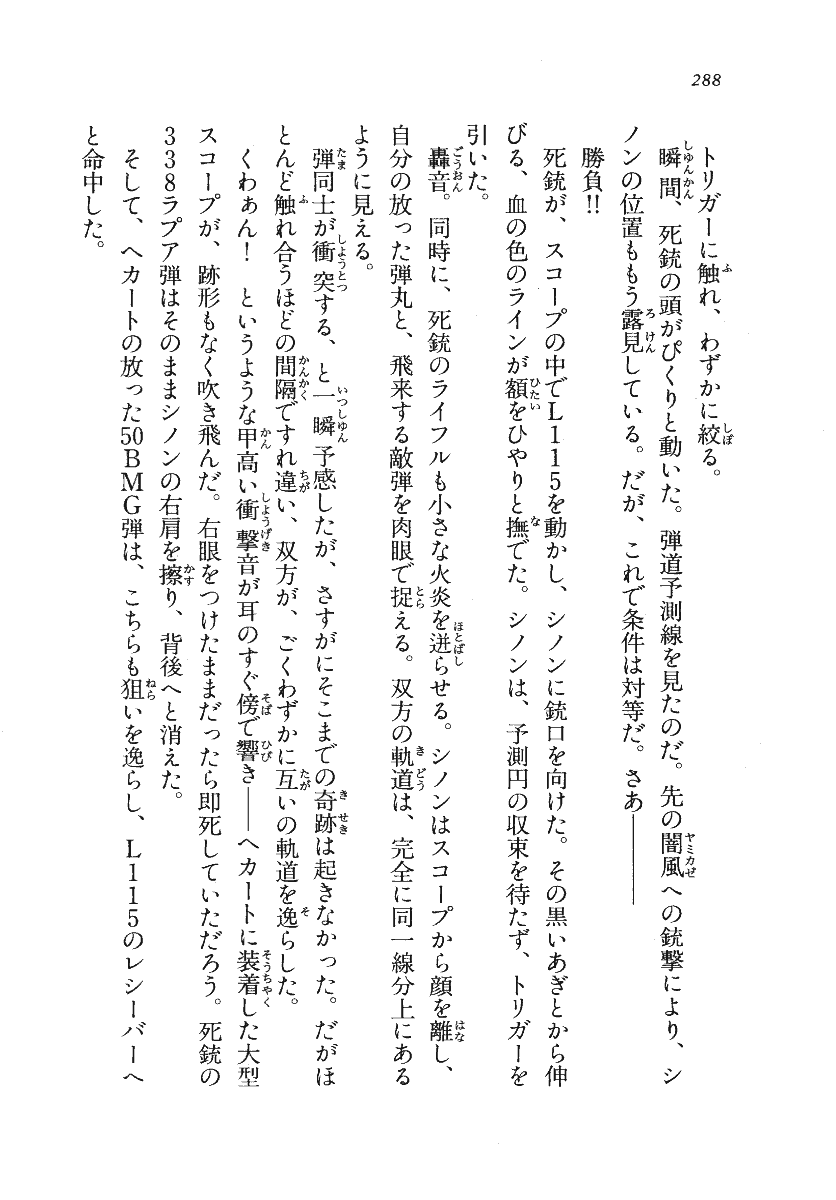 288
トリガーに触れ、わずかに絞る。
瞬間、死銃の頭がぴくりと動いた。弾道予測線を見たのだ。先の闇風への銃撃により、シ
ノンの位置ももう露見している。だが、これで条件は対等だ。さあ――――
勝負!!
死銃が、スコープの中でL115を動かし、シノンに銃口を向けた。その黒いあぎとから伸
びる、血の色のラインが額をひやりと撫でた。シノンは、予測円の収束を待たず、トリガーを
引いた。
轟音。同時に、死銃のライフルも小さな火炎を迸らせる。シノンはスコープから顔を離し、
自分の放った弾丸と、飛来する敵弾を肉眼で捉える。双方の軌道は、完全に同一線分上にある
ように見える。
弾同士が衝突する、と一瞬予感したが、さすがにそこまでの奇跡は起きなかった。だがほ
とんど触れ合うほどの間隔ですれ違い、双方が、ごくわずかに互いの軌道を逸らした。
くわぁん！　というような甲高い衝撃音が耳のすぐ傍で響き――ヘカートに装着した大型
スコープが、跡形もなく吹き飛んだ。右眼をつけたままだったら即死していただろう。死銃の
338ラプア弾はそのままシノンの右肩を擦り、背後へと消えた。
そして、ヘカートの放った50BMG弾は、こちらも狙いを逸らし、L115のレシーバーへ
と命中した。